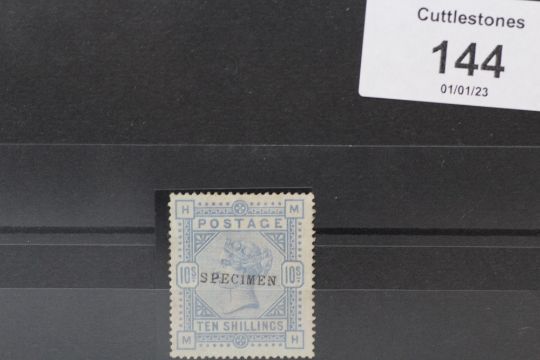 Cuttlestones
144
01/01/23
H M
POSTAGE
10S. 10S.
SPECIMEN
TEN SHILLINGS
M H